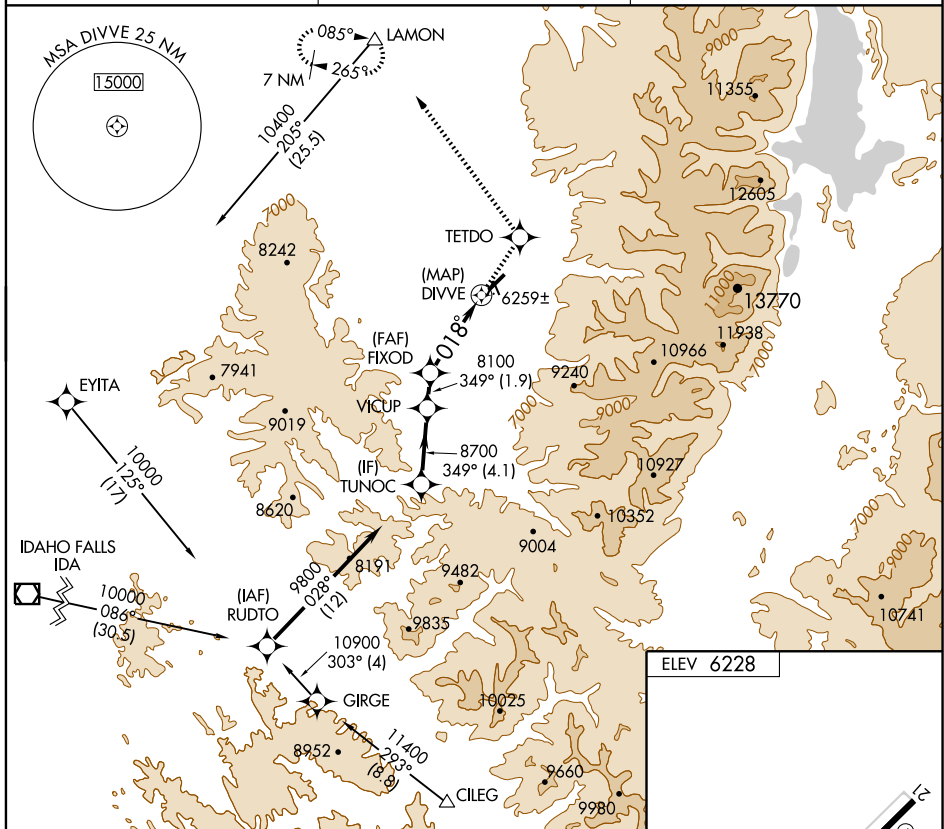 MSA DIVVE 25 NM
15000
085°
LAMON
265°
7 NM
10400
205°
(25.5)
9000
11355
12605
7000
8242
TETDO
(MAP)
DIVVE
6259±
11000
13770
11938
7000
018°
(FAF)
FIXOD
8100
349° (1.9)
10966
9240
7000
9000
7941
EYITA
VICUP
9019
10000
125°
(17)
8700
349° (4.1)
(IF)
TUNOC
10927
8620
10352
9004
7000
9000
IDAHO FALLS
IDA
10000
086°
(30.5)
8191
9482
9800
028°
(12)
(IAF)
RUDTO
9835
10741
10900
303° (4)
ELEV 6228
GIRGE
10025
8952
11400
293°
(8.8)
CILEG
9660
9980
21